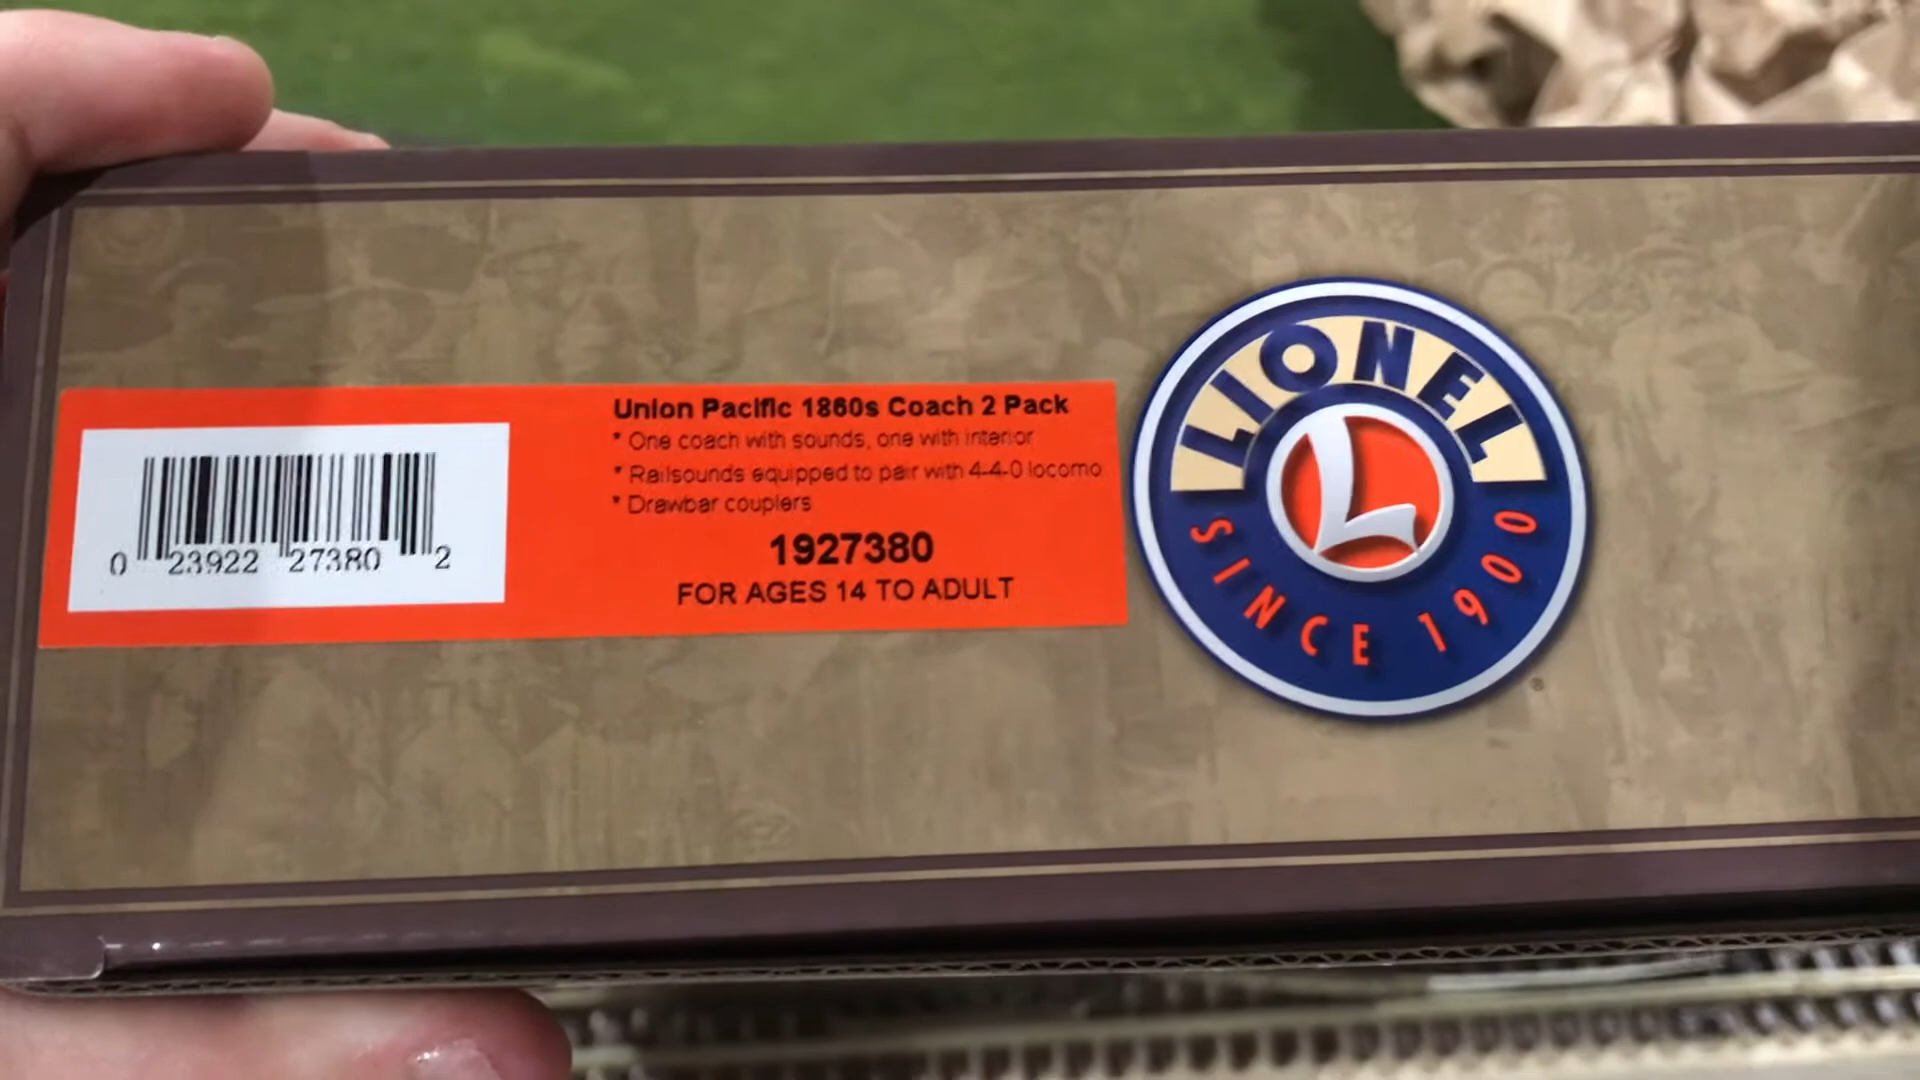 Union Pacific 1860s Coach 2 Pack
* One coach with sounds, one with interior
* Railsounds equipped to pair with 4-4-0 locomo
* Drawbar couplers
1927380
FOR AGES 14 TO ADULT
0 23922 27380 2
LIONEL
L
SINCE 1900
®